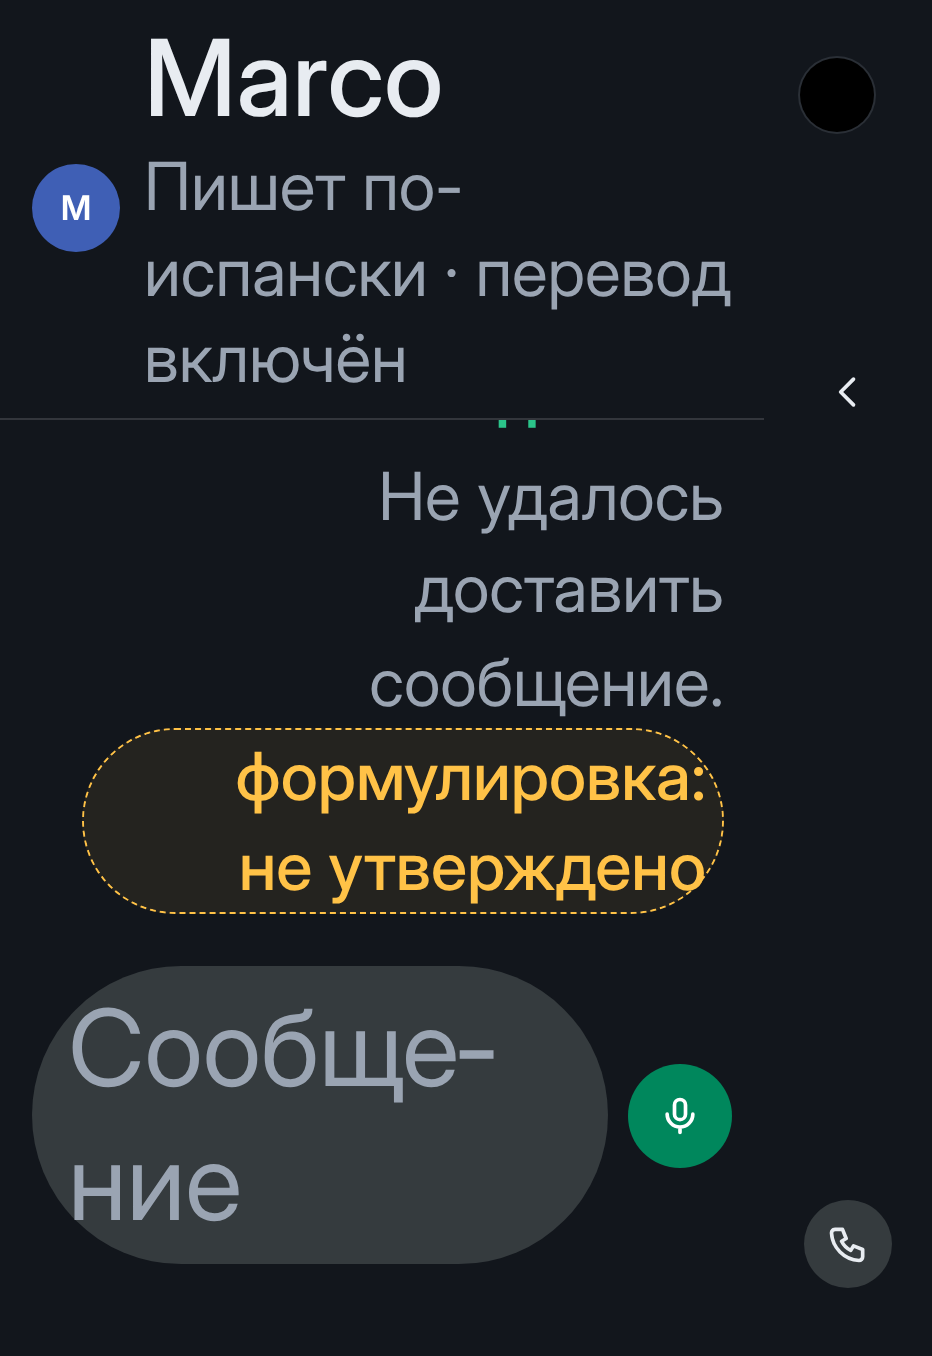 Marco
M
Пишет по-
испански · перевод
включён
Не удалось
доставить
сообщение.
формулировка:
не утверждено
Сообще-
ние